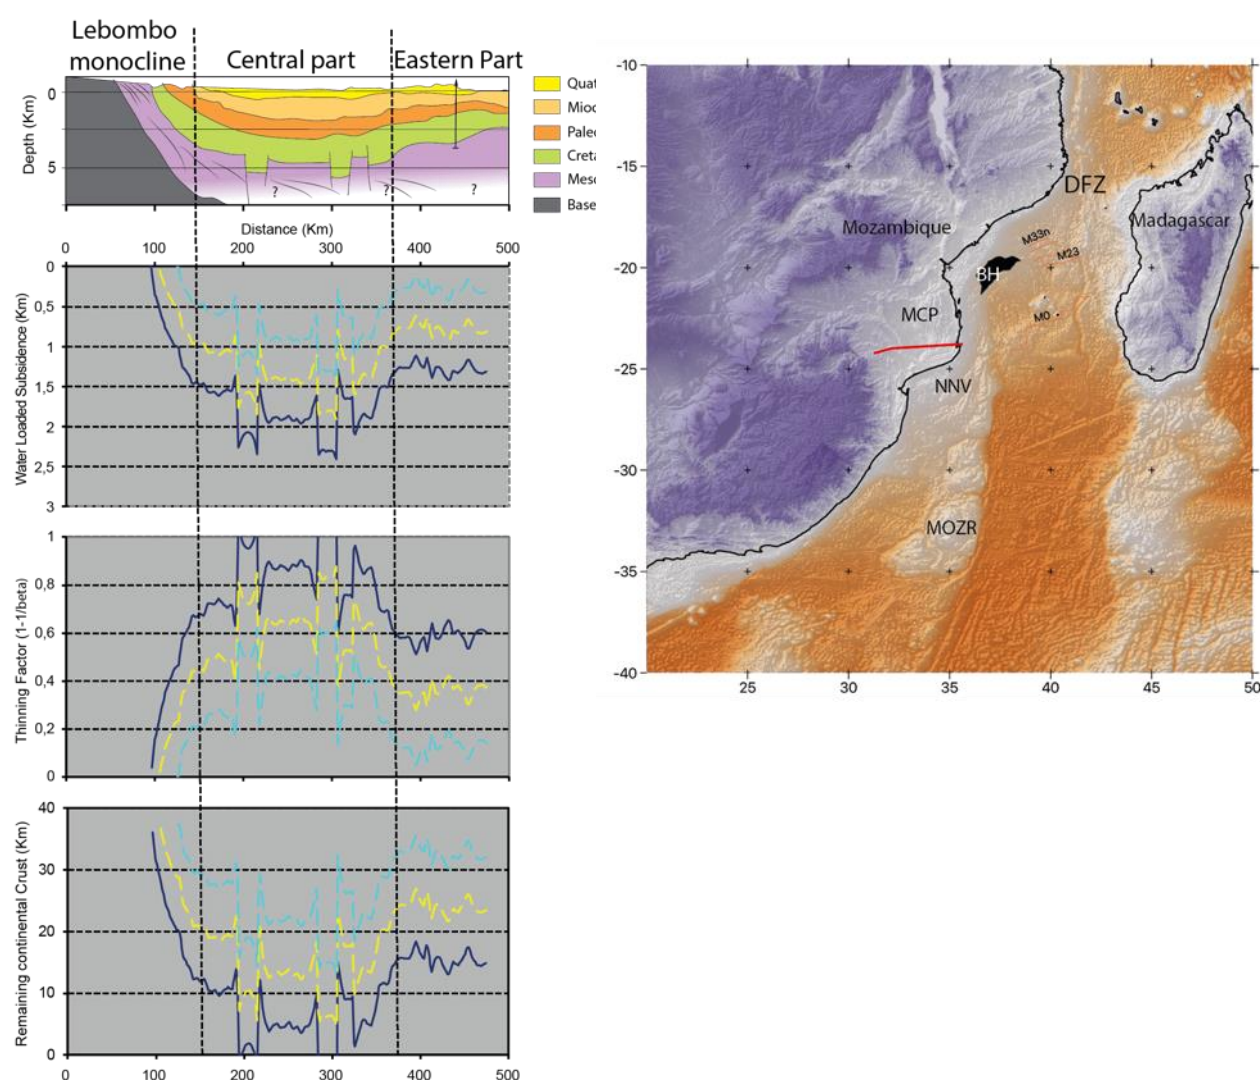 Lebombo
monocline
Central part
Eastern Part
Depth (Km)
0
5
?
?
?
Quat
Mioc
Paleo
Creta
Meso
Base
Distance (Km)
0 100 200 300 400 500
Water Loaded Subsidence (Km)
0
0,5
1
1,5
2
2,5
3
Thinning Factor (1-1/beta)
1
0,8
0,6
0,4
0,2
0
Remaining continental Crust (Km)
40
30
20
10
0
0 100 200 300 400 500
-10
-15
-20
-25
-30
-35
-40
25 30 35 40 45 50
DFZ
Madagascar
Mozambique
M33n
M23
BH
MCP
M0
NNV
MOZR